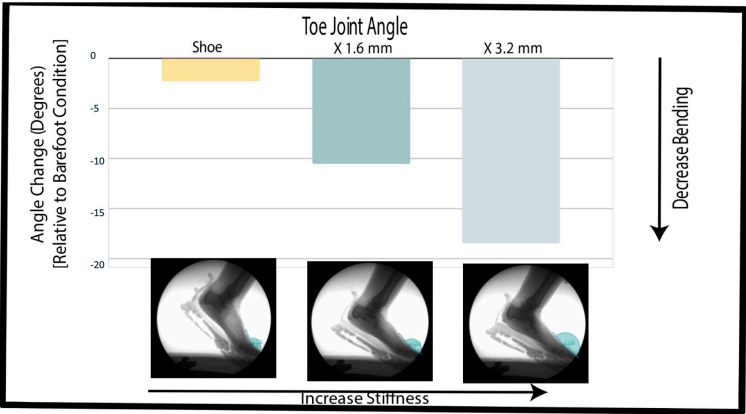 Toe Joint Angle
Shoe
X 1.6 mm
X 3.2 mm
0
-5
-10
-15
-20
Angle Change (Degrees)
[Relative to Barefoot Condition]
Decrease Bending
Increase Stiffness